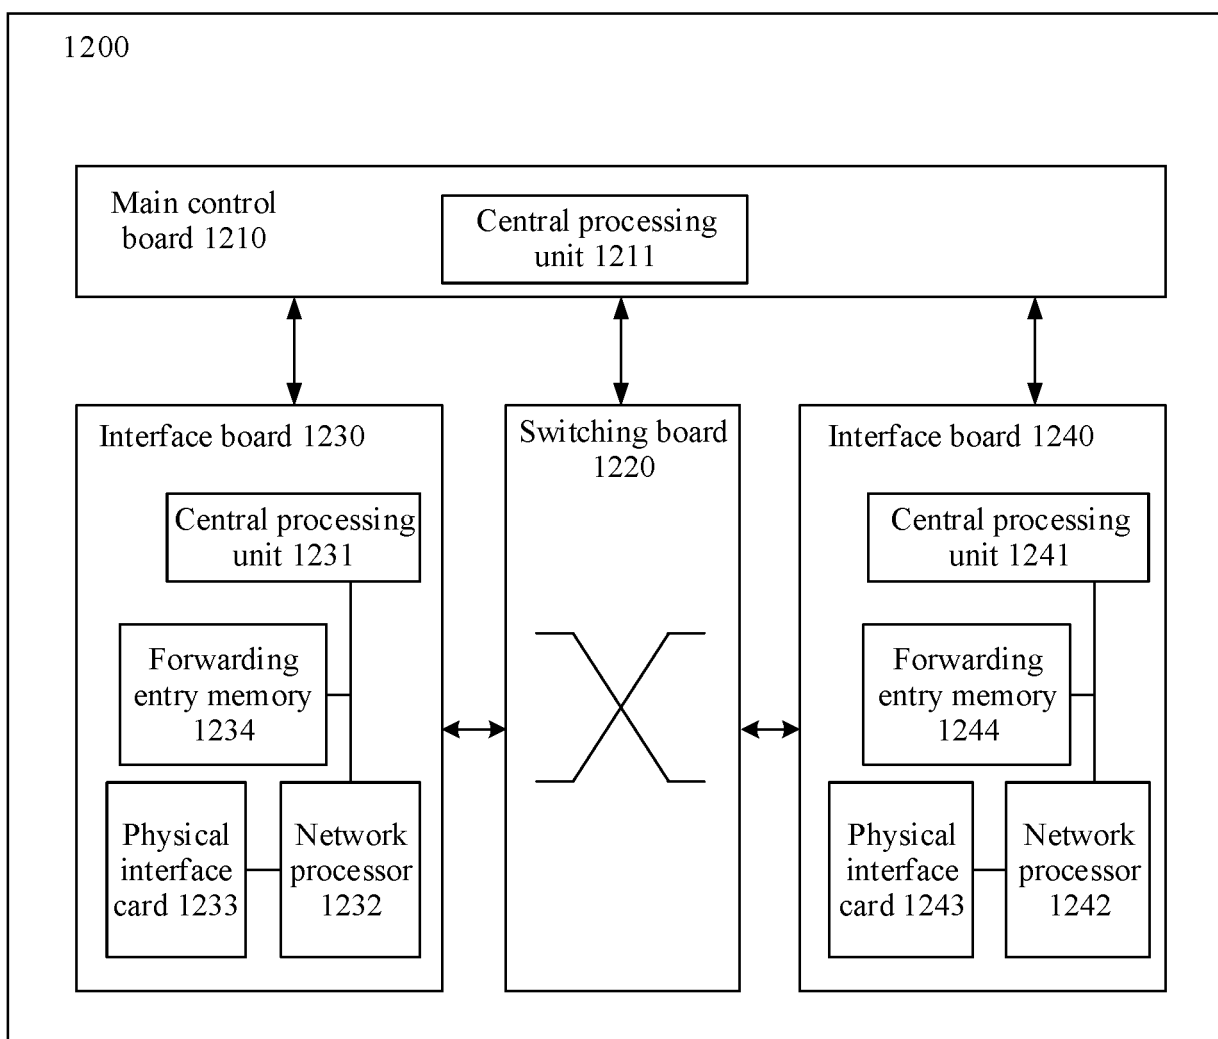 1200
Main control
board 1210
Central processing
unit 1211
Interface board 1230
Central processing
unit 1231
Forwarding
entry memory
1234
Physical
interface
card 1233
Network
processor
1232
Switching board
1220
Interface board 1240
Central processing
unit 1241
Forwarding
entry memory
1244
Physical
interface
card 1243
Network
processor
1242